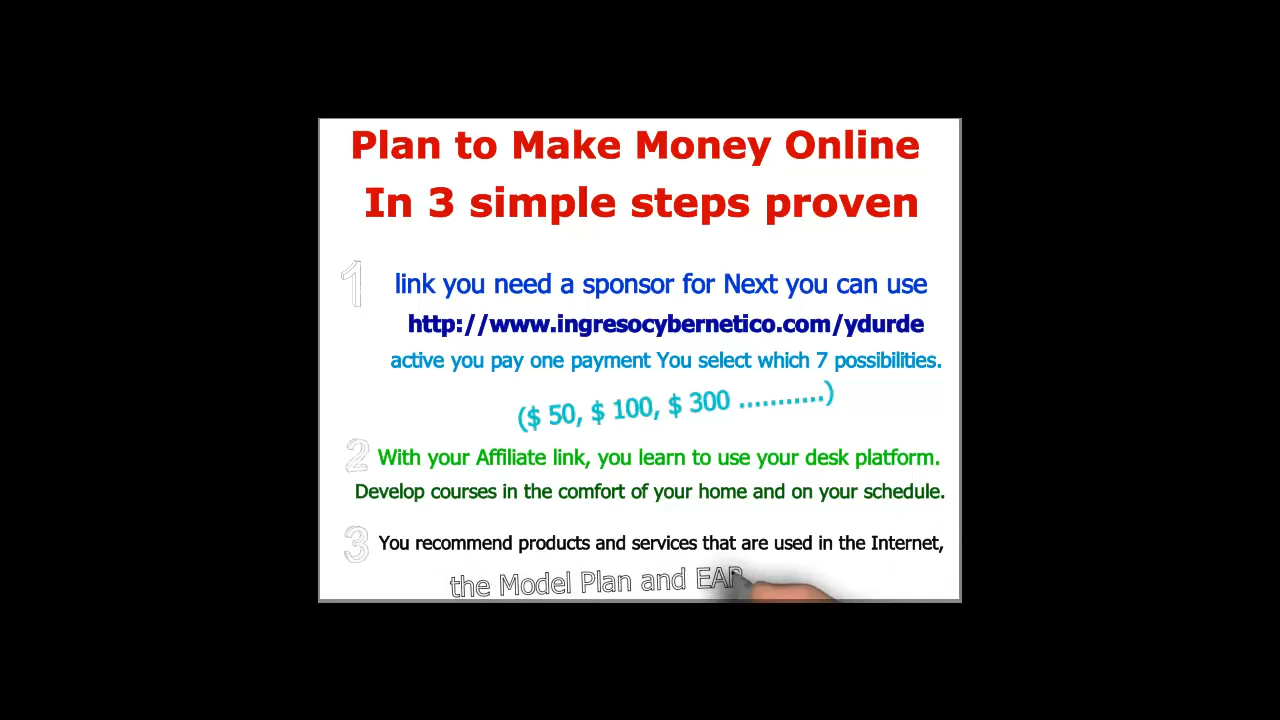 Plan to Make Money Online
In 3 simple steps proven
1 link you need a sponsor for Next you can use
http://www.ingresocybernetico.com/ydurde
active you pay one payment You select which 7 possibilities.
($ 50, $ 100, $ 300 ...........)
2 With your Affiliate link, you learn to use your desk platform.
Develop courses in the comfort of your home and on your schedule.
3 You recommend products and services that are used in the Internet,
the Model Plan and